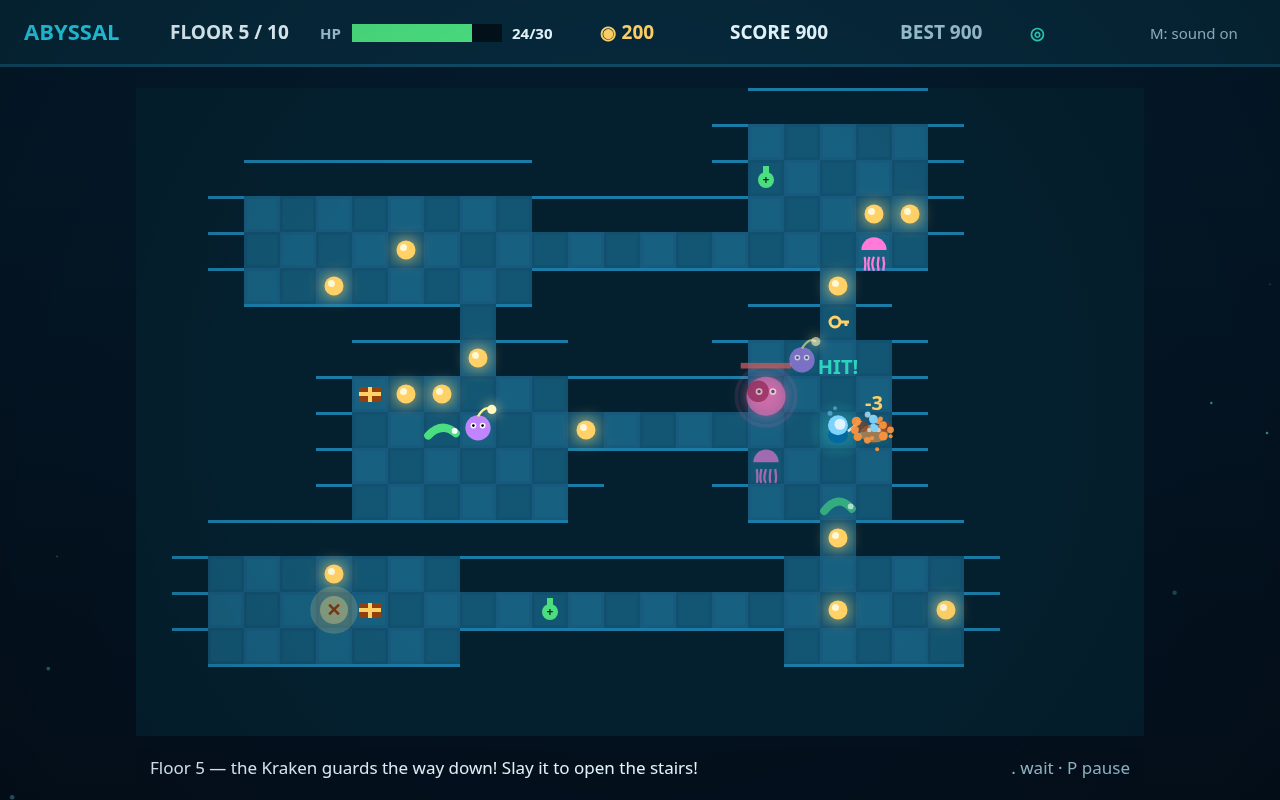 ABYSSAL
FLOOR 5 / 10
HP
24/30
200
SCORE 900
BEST 900
M: sound on
HIT!
-3
Floor 5 — the Kraken guards the way down! Slay it to open the stairs!
. wait · P pause